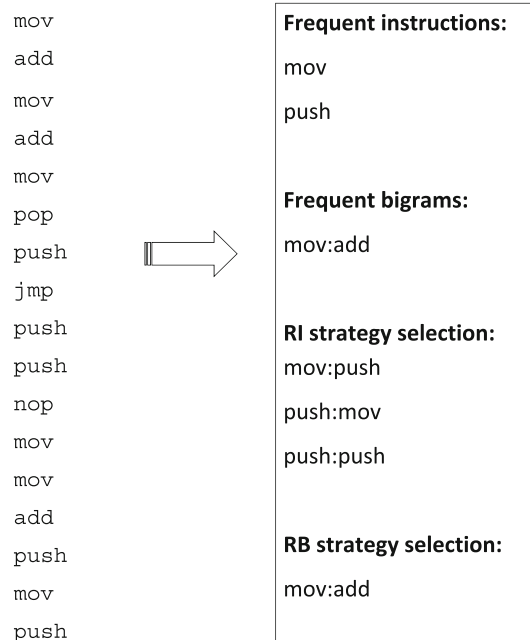 mov
add
mov
add
mov
pop
push
jmp
push
push
nop
mov
mov
add
push
mov
push
Frequent instructions:
mov
push
Frequent bigrams:
mov:add
RI strategy selection:
mov:push
push:mov
push:push
RB strategy selection:
mov:add